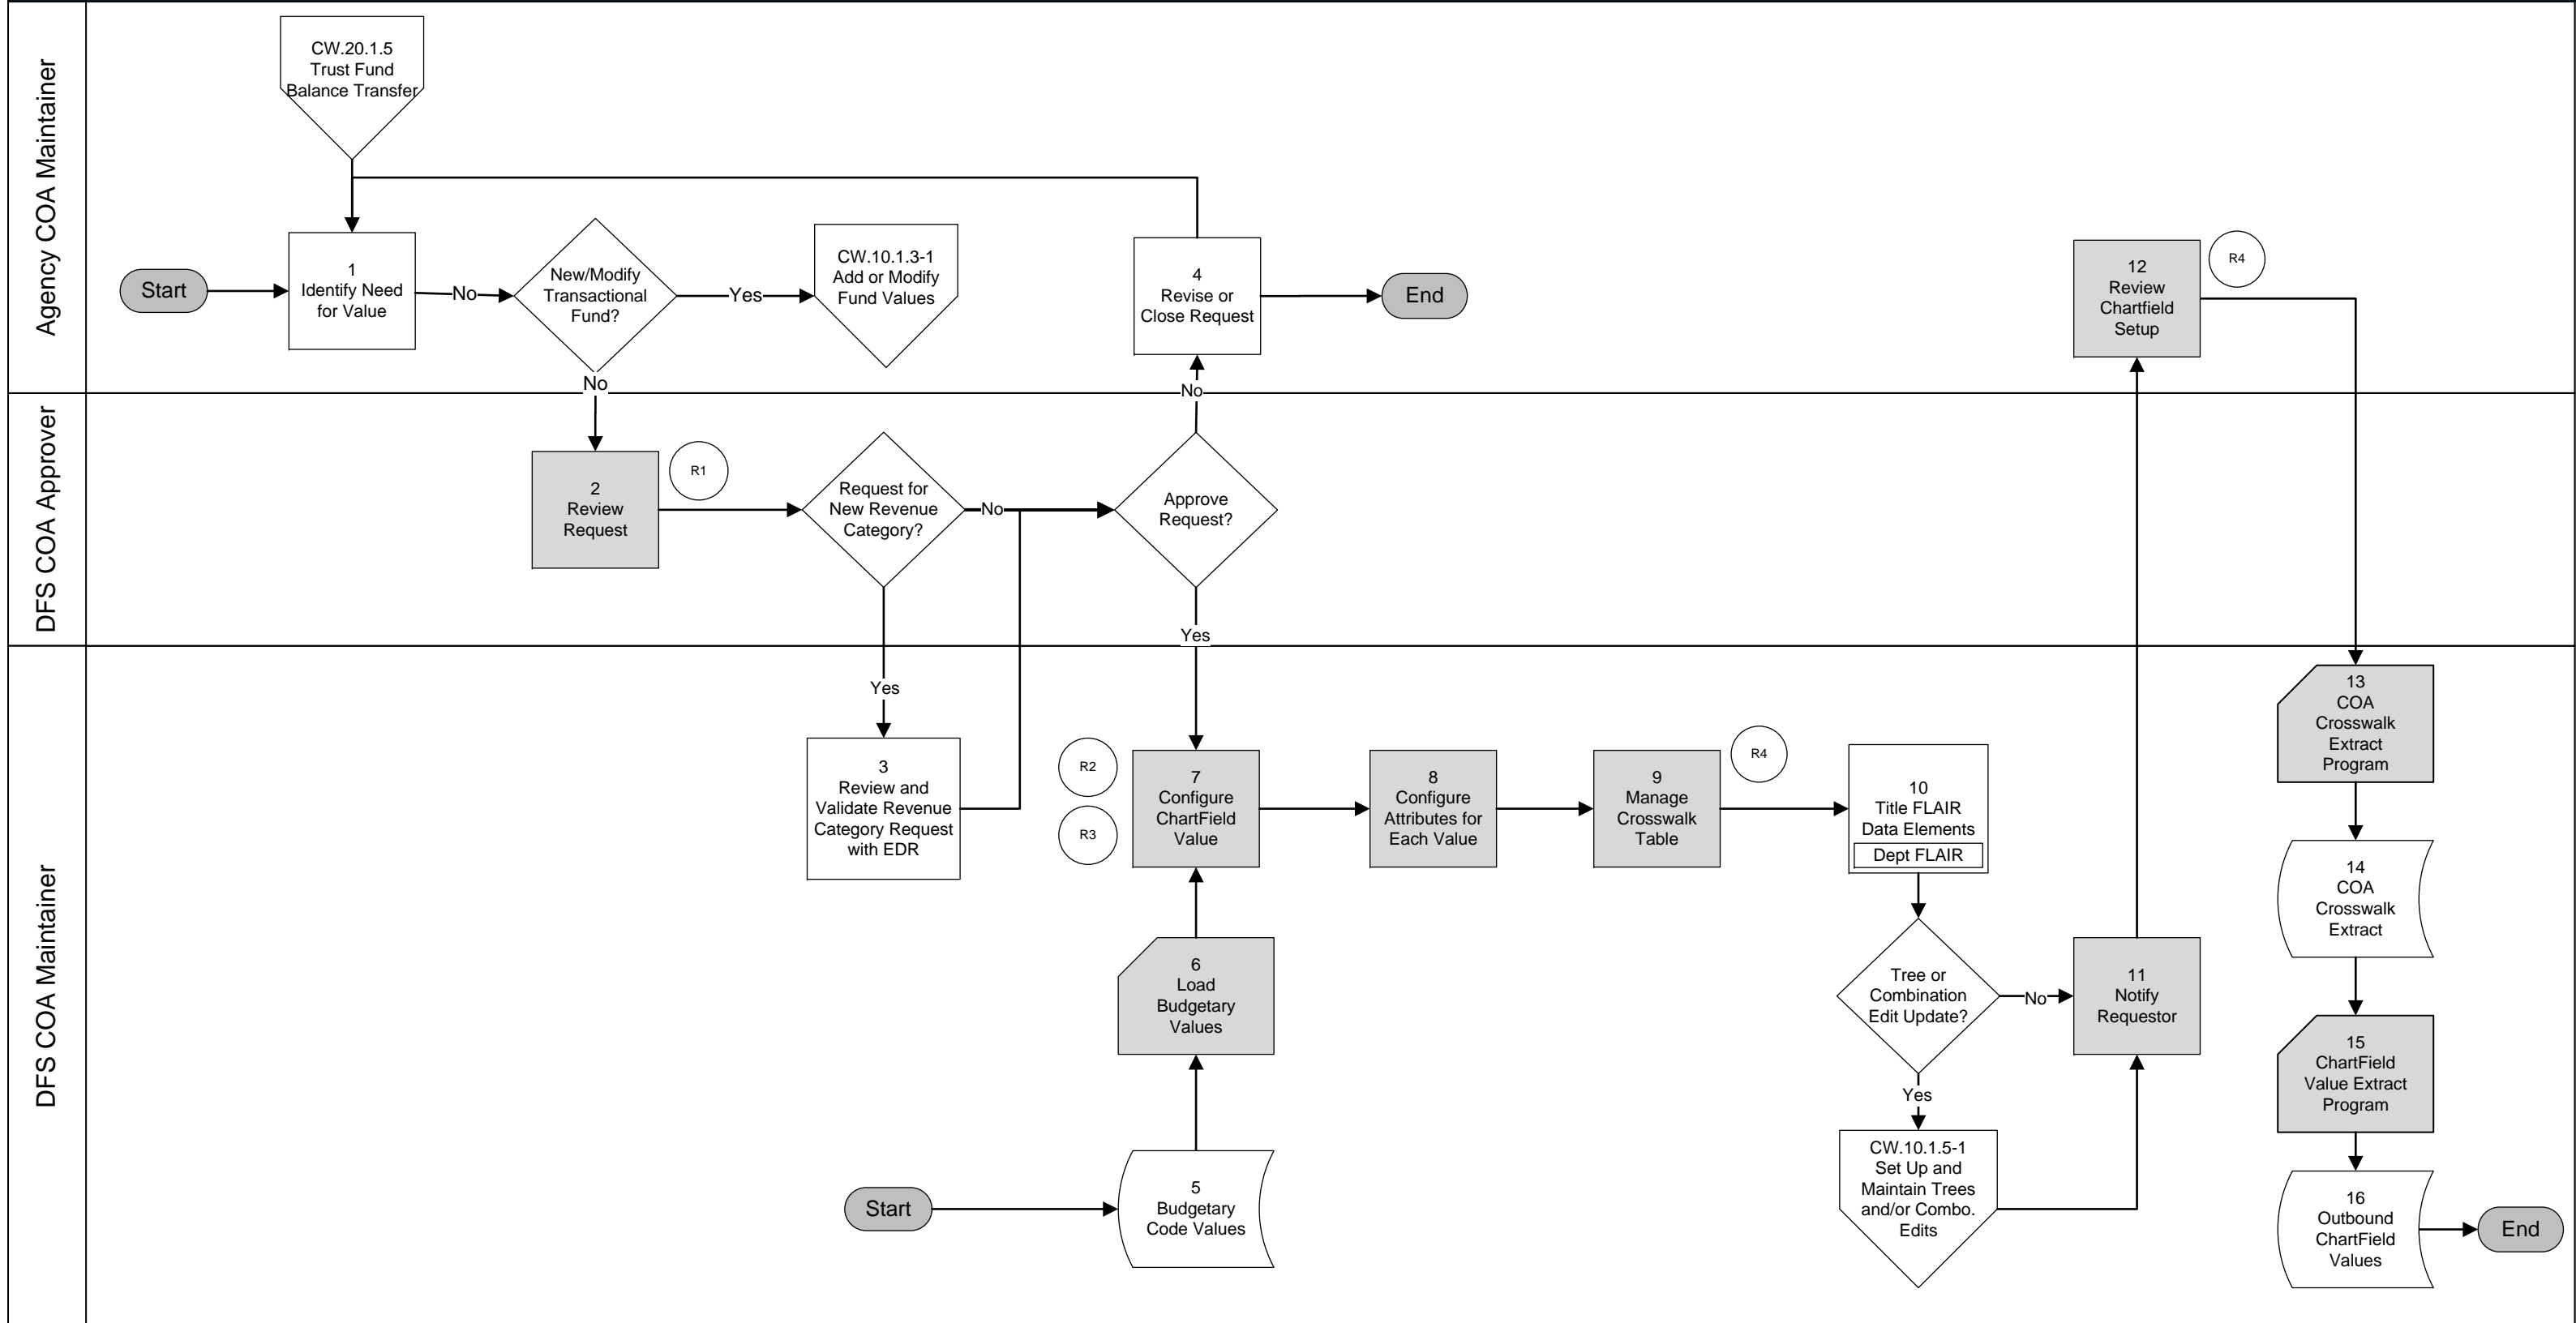 Agency COA Maintainer
CW.20.1.5
Trust Fund
Balance Transfer
Start
1
Identify Need
for Value
No
New/Modify
Transactional
Fund?
Yes
CW.10.1.3-1
Add or Modify
Fund Values
4
Revise or
Close Request
End
12
Review
Chartfield
Setup
R4
No
No
DFS COA Approver
2
Review
Request
R1
Request for
New Revenue
Category?
No
Approve
Request?
Yes
Yes
DFS COA Maintainer
3
Review and
Validate Revenue
Category Request
with EDR
R2
R3
7
Configure
ChartField
Value
8
Configure
Attributes for
Each Value
9
Manage
Crosswalk
Table
R4
10
Title FLAIR
Data Elements
Dept FLAIR
Tree or
Combination
Edit Update?
No
11
Notify
Requestor
Yes
CW.10.1.5-1
Set Up and
Maintain Trees
and/or Combo.
Edits
6
Load
Budgetary
Values
Start
5
Budgetary
Code Values
13
COA
Crosswalk
Extract
Program
14
COA
Crosswalk
Extract
15
ChartField
Value Extract
Program
16
Outbound
ChartField
Values
End